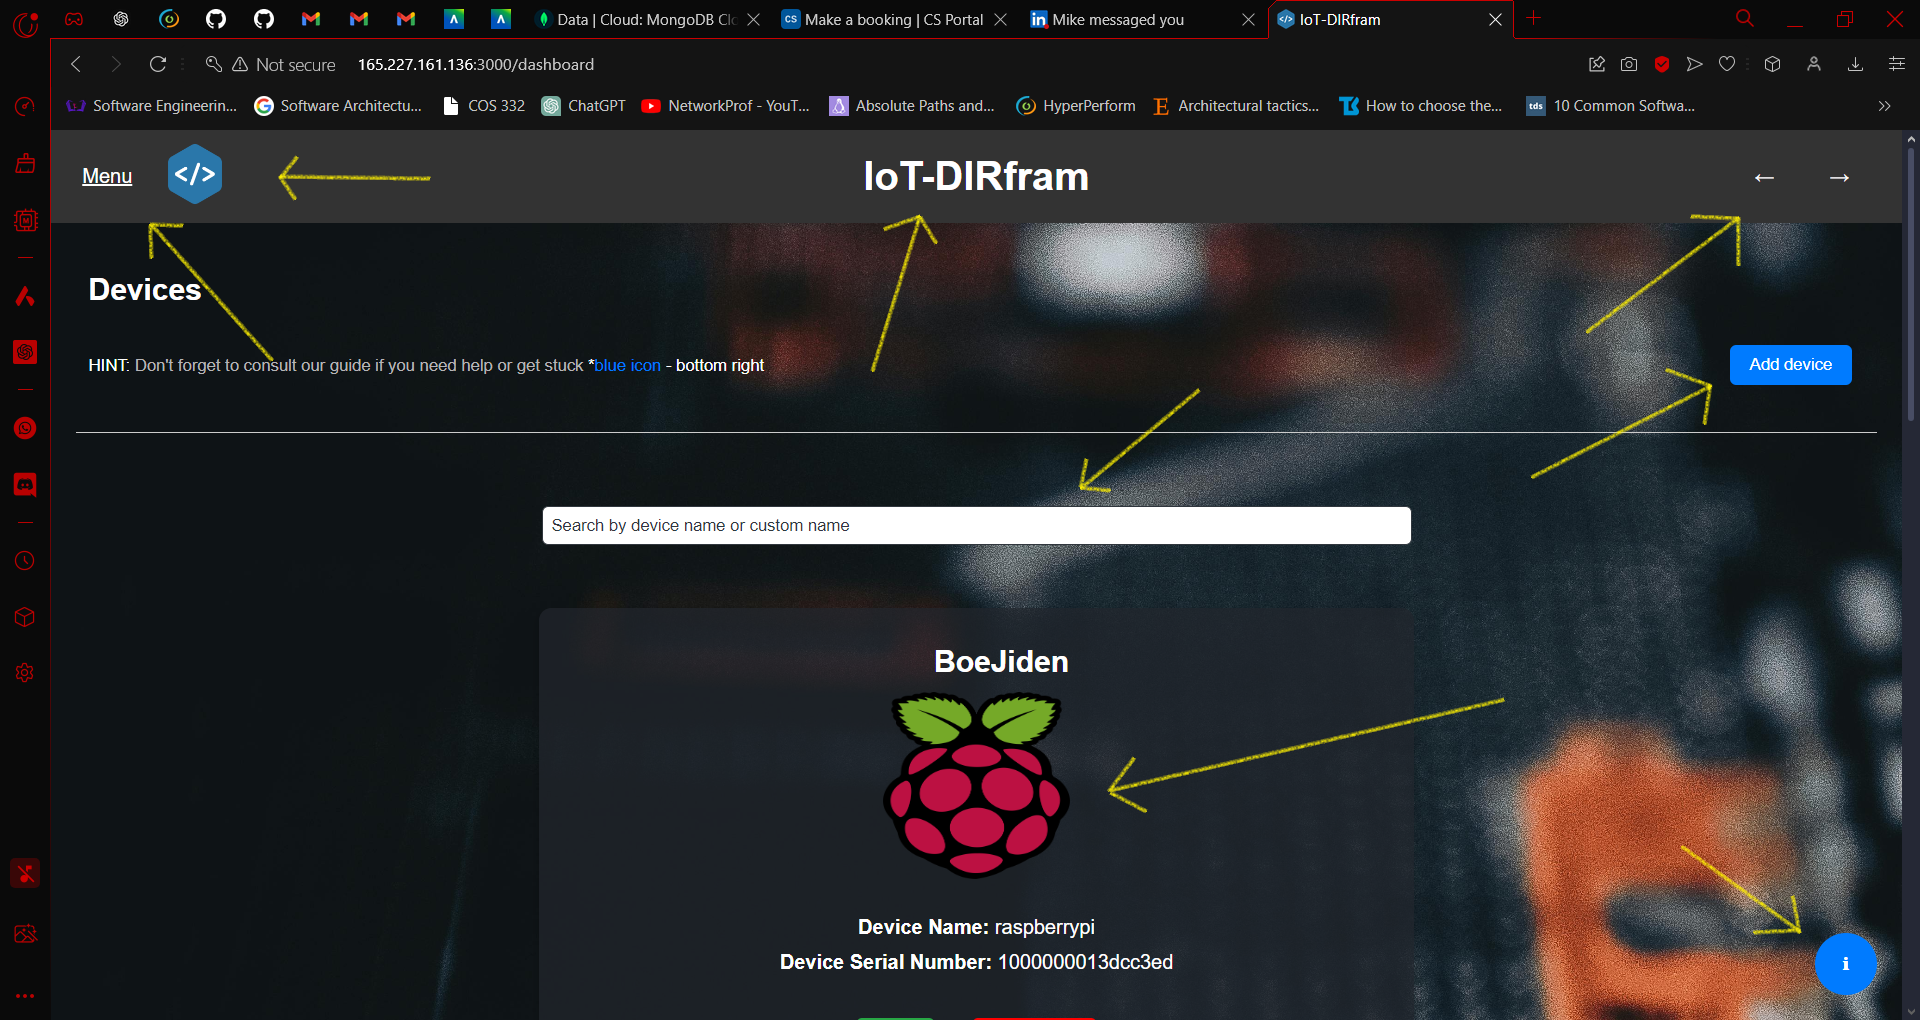 Data | Cloud: MongoDB Clo
CS Make a booking | CS Portal
in Mike messaged you
</> IoT-DIRfram
Not secure 165.227.161.136:3000/dashboard
Software Engineerin...
Software Architectu...
COS 332
ChatGPT
NetworkProf - YouT...
Absolute Paths and...
HyperPerform
E Architectural tactics...
How to choose the...
tds 10 Common Softwa...
Menu </> IoT-DIRfram ← →
Devices
HINT: Don't forget to consult our guide if you need help or get stuck *blue icon - bottom right
Add device
Search by device name or custom name
BoeJiden
Device Name: raspberrypi
Device Serial Number: 1000000013dcc3ed
i